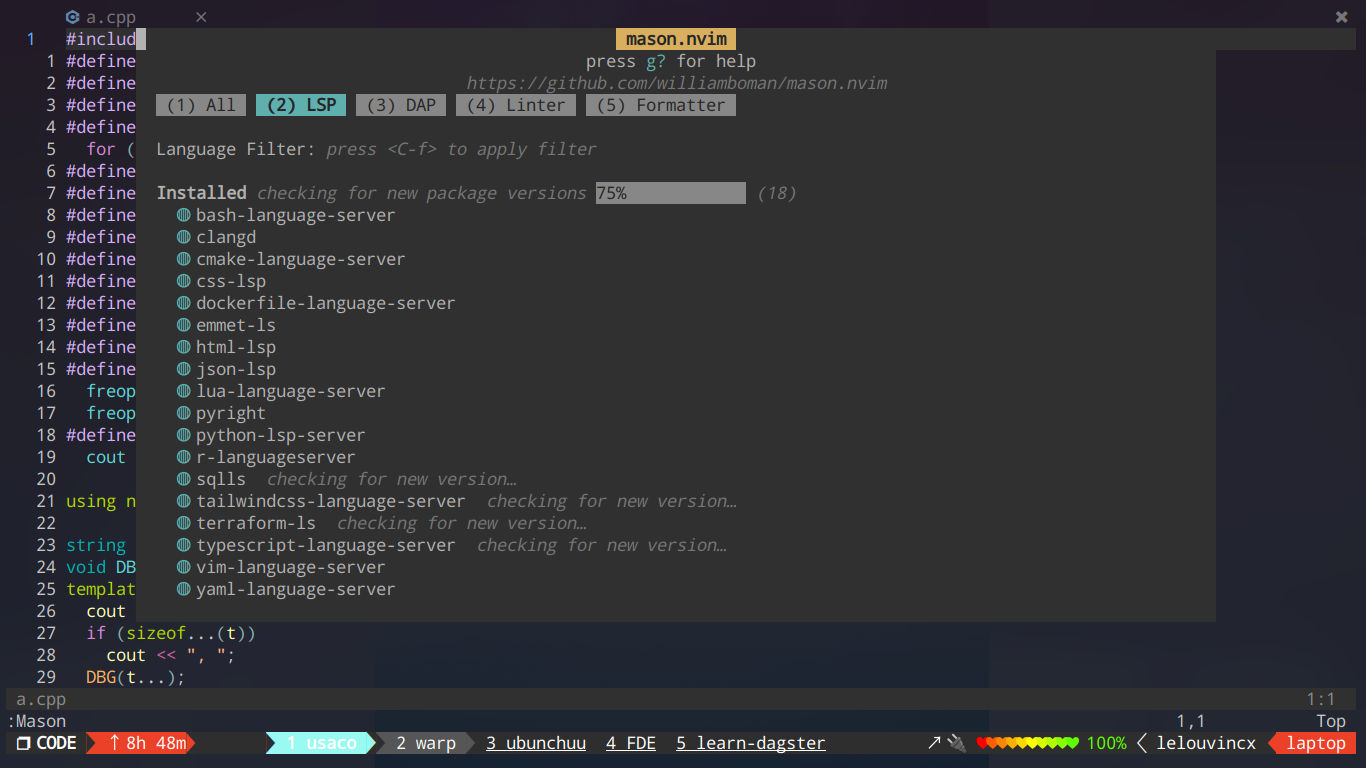 a.cpp
1 #includ mason.nvim
1 #define press g? for help
2 #define https://github.com/williamboman/mason.nvim
3 #define (1) All (2) LSP (3) DAP (4) Linter (5) Formatter
4 #define
5 for ( Language Filter: press <C-f> to apply filter
6 #define
7 #define Installed checking for new package versions 75% (18)
8 #define bash-language-server
9 #define clangd
10 #define cmake-language-server
11 #define css-lsp
12 #define dockerfile-language-server
13 #define emmet-ls
14 #define html-lsp
15 #define json-lsp
16 freop lua-language-server
17 freop pyright
18 #define python-lsp-server
19 cout r-languageserver
20 sqlls checking for new version…
21 using n tailwindcss-language-server checking for new version…
22 terraform-ls checking for new version…
23 string typescript-language-server checking for new version…
24 void DB vim-language-server
25 templat yaml-language-server
26 cout
27 if (sizeof...(t))
28 cout << ", ";
29 DBG(t...);
a.cpp 1:1
:Mason 1,1 Top
CODE ↑ 8h 48m 1 usaco 2 warp 3 ubunchuu 4 FDE 5 learn-dagster 100% lelouvincx laptop